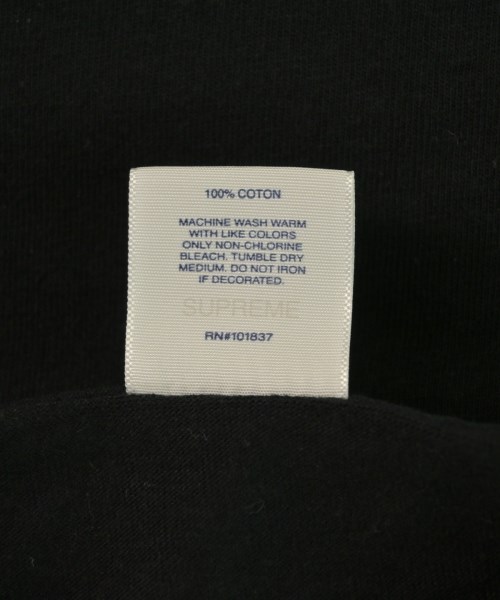 100% COTON
MACHINE WASH WARM
WITH LIKE COLORS
ONLY NON-CHLORINE
BLEACH. TUMBLE DRY
MEDIUM. DO NOT IRON
IF DECORATED.
SUPREME
RN#101837